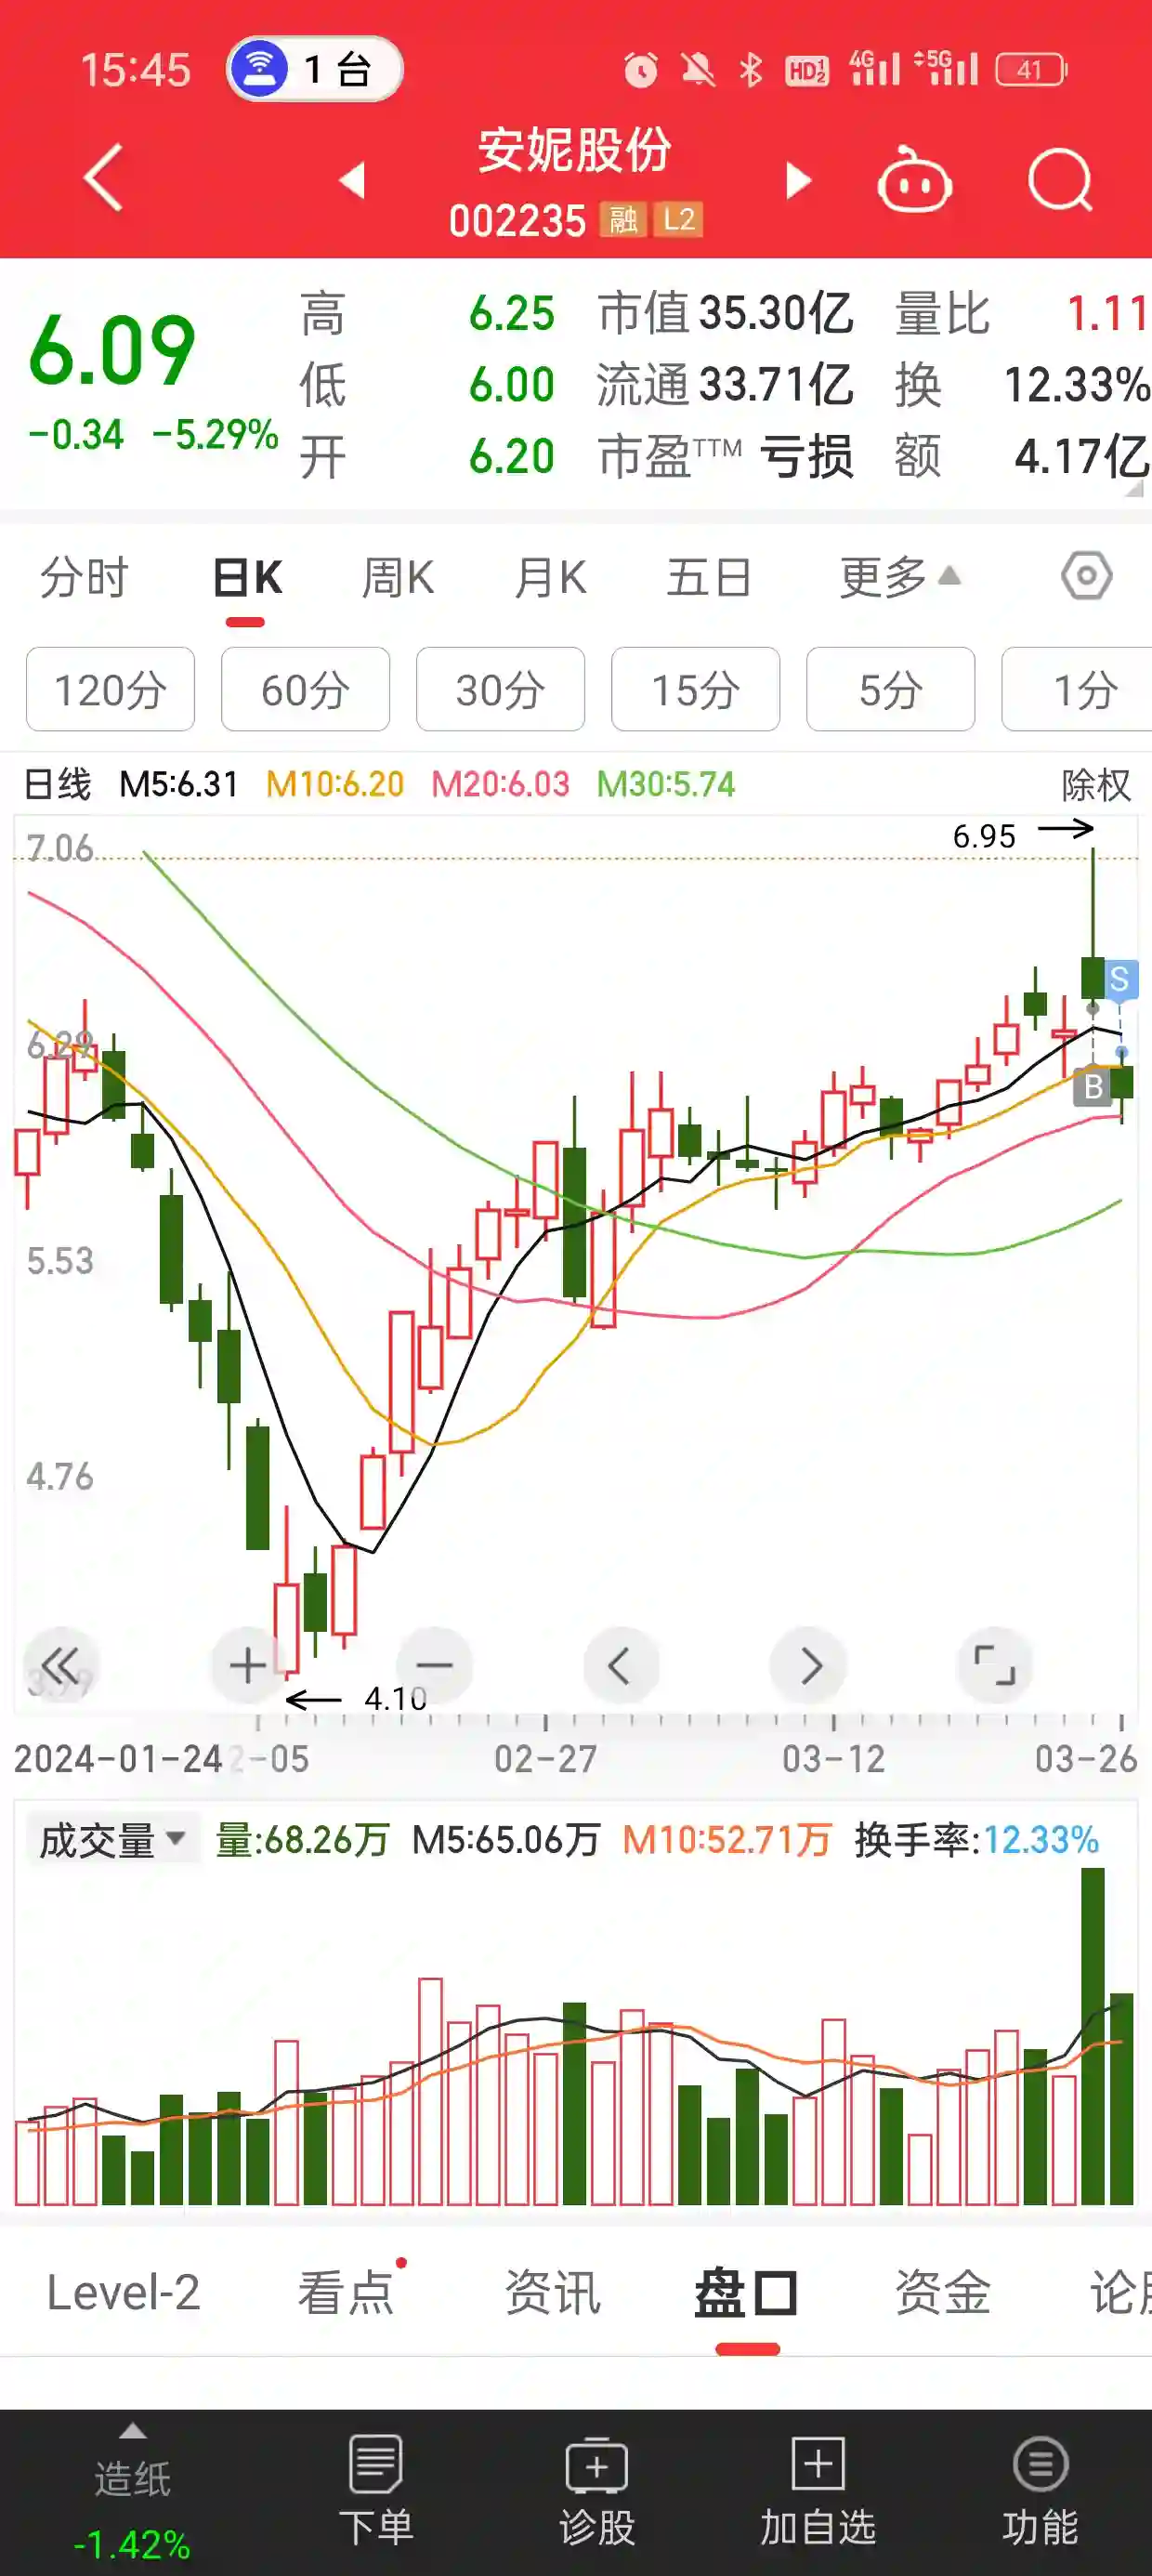 15:45 1 台 HD 1 2 4G 5G 41
安妮股份
002235 融 L2
6.09
-0.34 -5.29%
高 6.25 市值 35.30亿 量比 1.11
低 6.00 流通 33.71亿 换 12.33%
开 6.20 市盈TTM 亏损 额 4.17亿
分时 日K 周K 月K 五日 更多
120分 60分 30分 15分 5分 1分
日线 M5:6.31 M10:6.20 M20:6.03 M30:5.74 除权
7.06
6.95
S
6.29
B
5.53
4.76
3.99
4.10
2024-01-24 2-05 02-27 03-12 03-26
成交量 量:68.26万 M5:65.06万 M10:52.71万 换手率:12.33%
Level-2 看点 资讯 盘口 资金 论
造纸
-1.42%
下单 诊股 加自选 功能